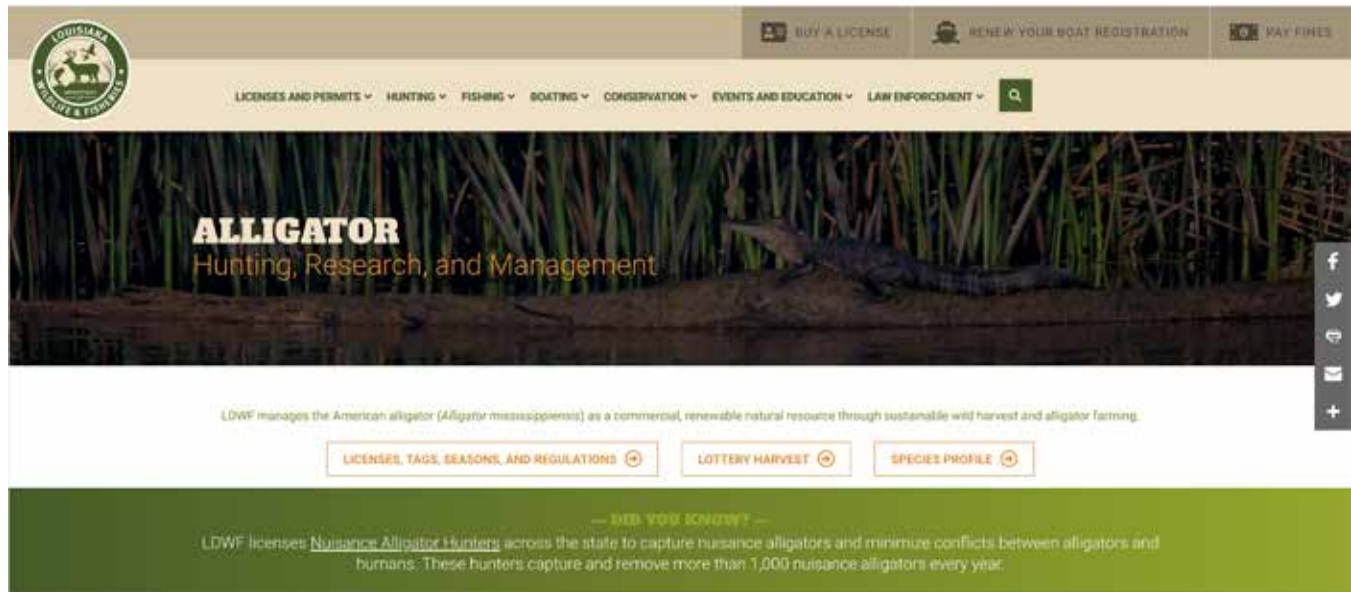 LOUISIANA
WILDLIFE & FISHERIES
BUY A LICENSE
RENEW YOUR BOAT REGISTRATION
PAY FINES
LICENSES AND PERMITS
HUNTING
FISHING
BOATING
CONSERVATION
EVENTS AND EDUCATION
LAW ENFORCEMENT
ALLIGATOR
Hunting, Research, and Management
LDWF manages the American alligator (Alligator mississippiensis) as a commercial, renewable natural resource through sustainable wild harvest and alligator farming.
LICENSES, TAGS, SEASONS, AND REGULATIONS
LOTTERY HARVEST
SPECIES PROFILE
— DID YOU KNOW? —
LDWF licenses Nuisance Alligator Hunters across the state to capture nuisance alligators and minimize conflicts between alligators and
humans. These hunters capture and remove more than 1,000 nuisance alligators every year.